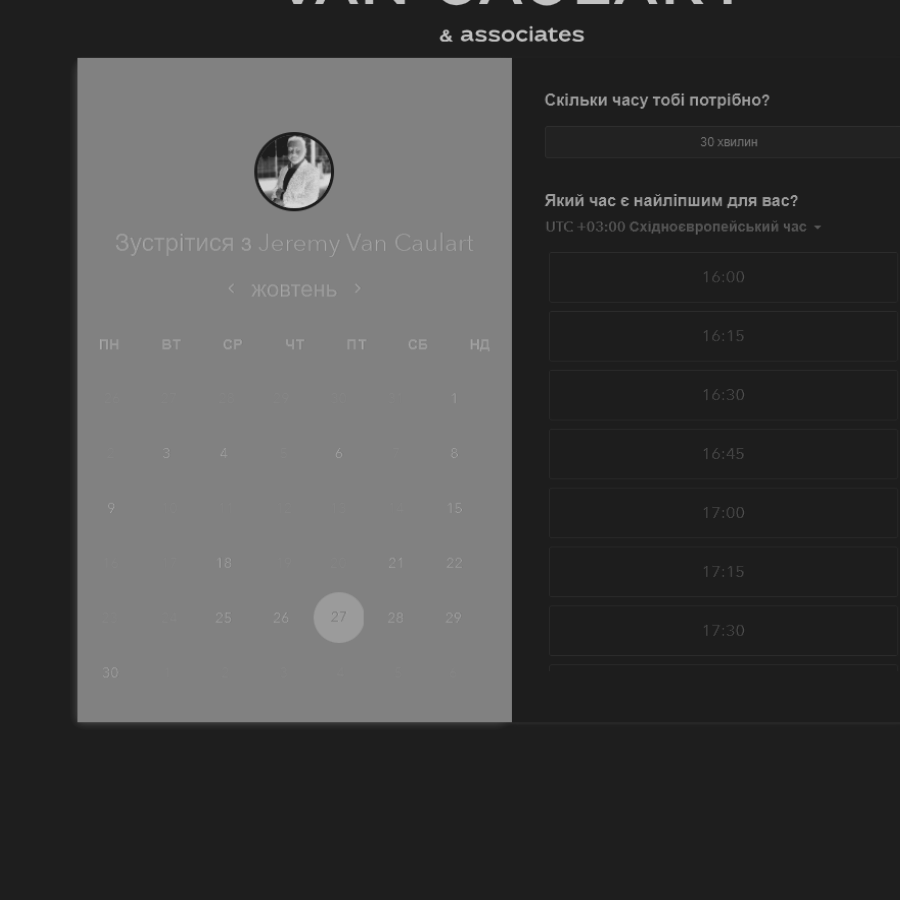 VAN CAULART
& associates
Зустрітися з Jeremy Van Caulart
жовтень
ПН ВТ СР ЧТ ПТ СБ НД
1
3 4 6 8
9 15
18 21 22
25 26 27 28 29
30
Скільки часу тобі потрібно?
30 хвилин
Який час є найліпшим для вас?
UTC +03:00 Східноєвропейський час
16:00
16:15
16:30
16:45
17:00
17:15
17:30